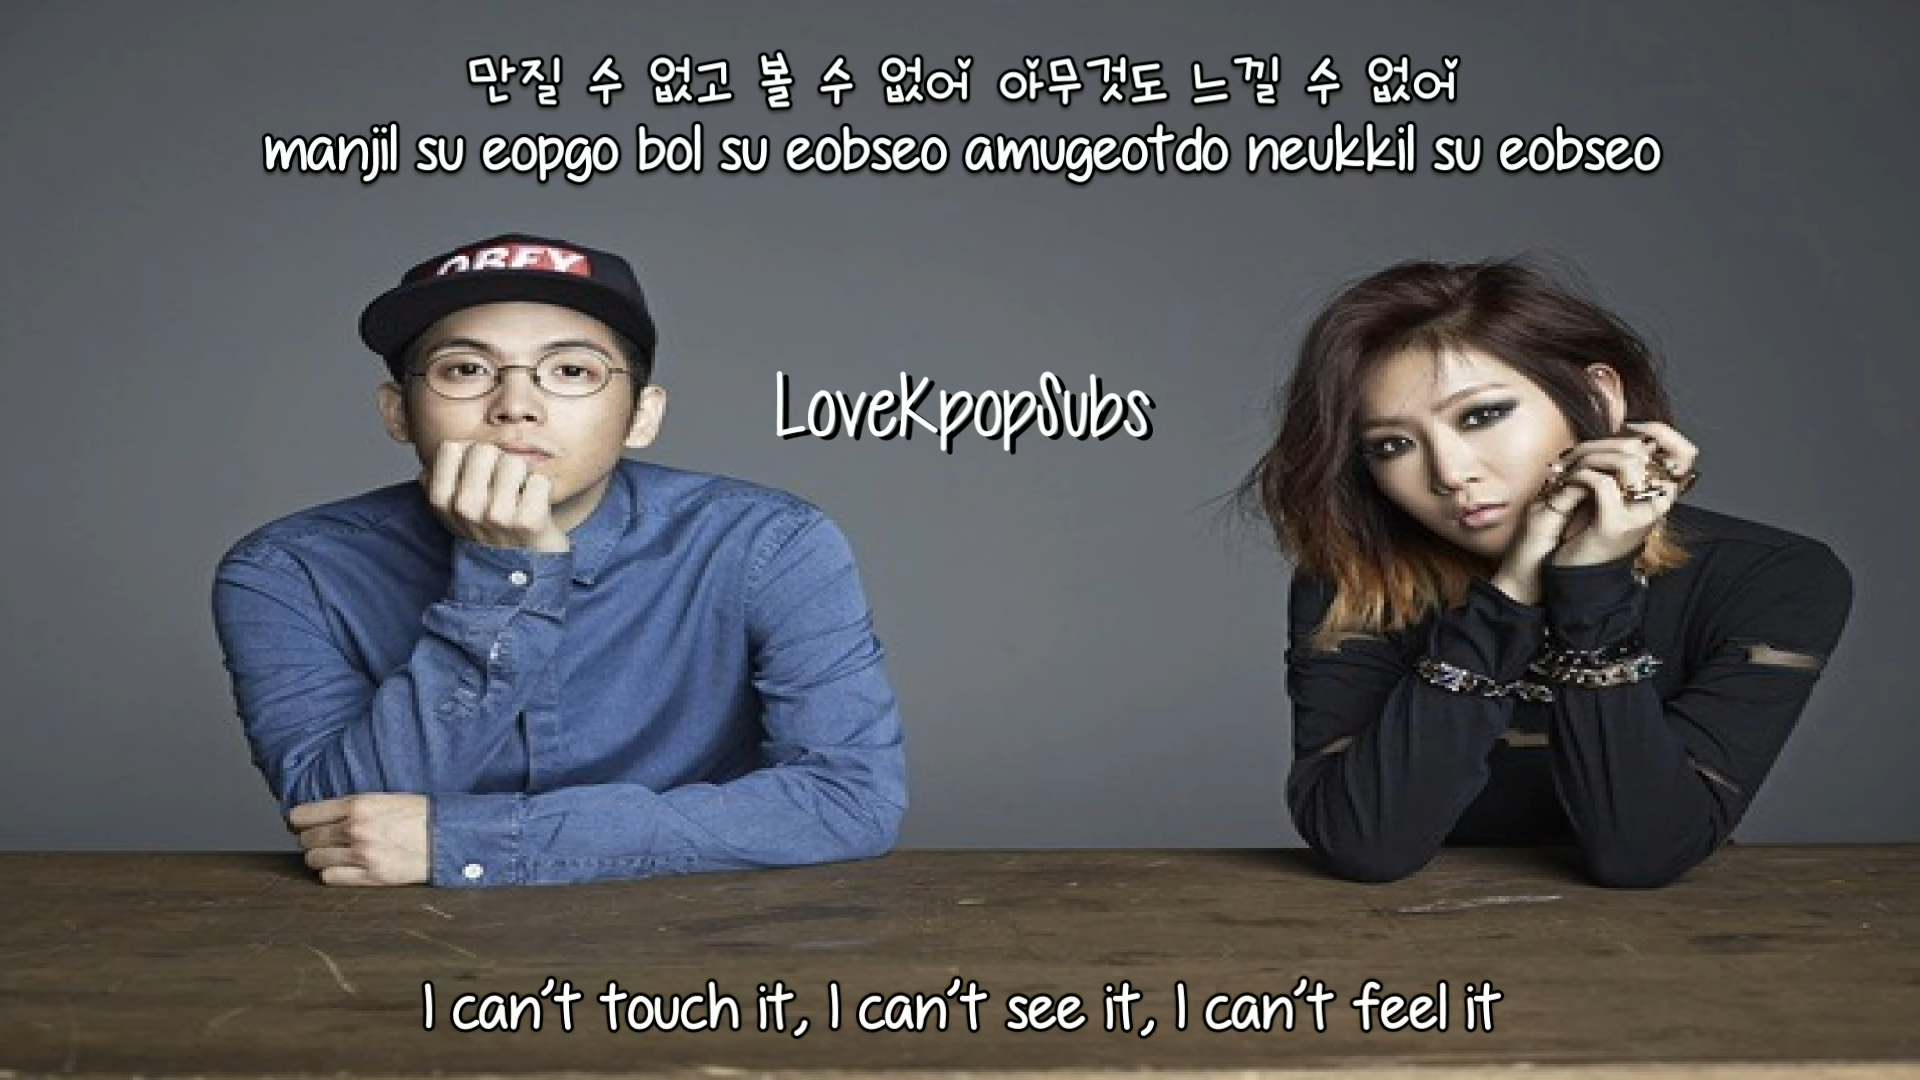 만질 수 없고 볼 수 없어 아무것도 느낄 수 없어
manjil su eopgo bol su eobseo amugeotdo neukkil su eobseo
OBEY
LoveKpopSubs
I can't touch it, I can't see it, I can't feel it